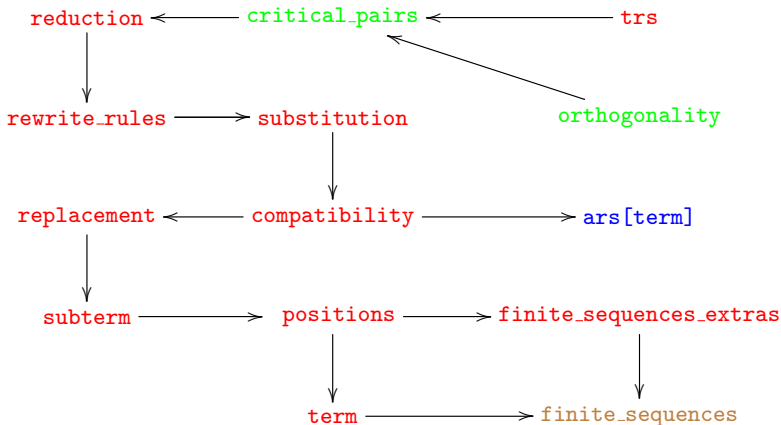 reduction critical_pairs trs
rewrite_rules substitution orthogonality
replacement compatibility ars[term]
subterm positions finite_sequences_extras
term finite_sequences